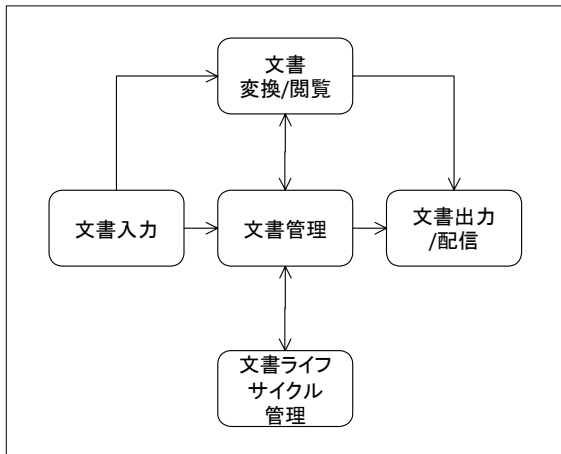 文書
変換/閲覧
文書入力
文書管理
文書出力
/配信
文書ライフ
サイクル
管理